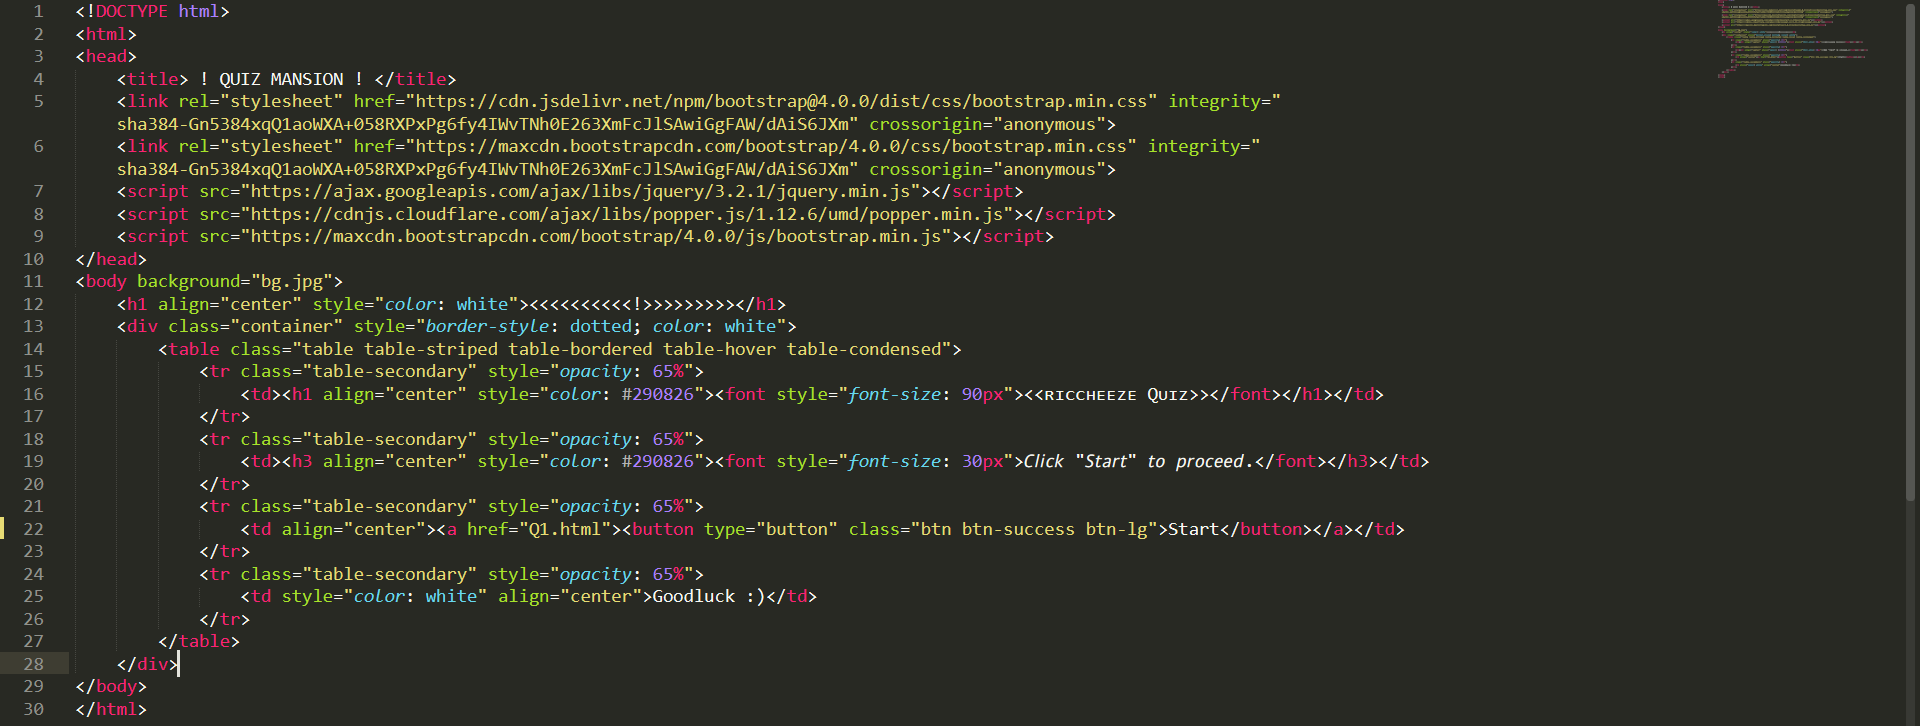 1 <!DOCTYPE html>
2 <html>
3 <head>
4 <title> ! QUIZ MANSION ! </title>
5 <link rel="stylesheet" href="https://cdn.jsdelivr.net/npm/bootstrap@4.0.0/dist/css/bootstrap.min.css" integrity="
sha384-Gn5384xqQ1aoWXA+058RXPxPg6fy4IWvTNh0E263XmFcJlSAwiGgFAW/dAiS6JXm" crossorigin="anonymous">
6 <link rel="stylesheet" href="https://maxcdn.bootstrapcdn.com/bootstrap/4.0.0/css/bootstrap.min.css" integrity="
sha384-Gn5384xqQ1aoWXA+058RXPxPg6fy4IWvTNh0E263XmFcJlSAwiGgFAW/dAiS6JXm" crossorigin="anonymous">
7 <script src="https://ajax.googleapis.com/ajax/libs/jquery/3.2.1/jquery.min.js"></script>
8 <script src="https://cdnjs.cloudflare.com/ajax/libs/popper.js/1.12.6/umd/popper.min.js"></script>
9 <script src="https://maxcdn.bootstrapcdn.com/bootstrap/4.0.0/js/bootstrap.min.js"></script>
10 </head>
11 <body background="bg.jpg">
12 <h1 align="center" style="color: white"><<<<<<<<<<!>>>>>>>>></h1>
13 <div class="container" style="border-style: dotted; color: white">
14 <table class="table table-striped table-bordered table-hover table-condensed">
15 <tr class="table-secondary" style="opacity: 65%">
16 <td><h1 align="center" style="color: #290826"><font style="font-size: 90px"><<ʀɪᴄᴄʜᴇᴇᴢᴇ Qᴜɪᴢ>></font></h1></td>
17 </tr>
18 <tr class="table-secondary" style="opacity: 65%">
19 <td><h3 align="center" style="color: #290826"><font style="font-size: 30px">𝘊𝘭𝘪𝘤𝘬 "𝘚𝘵𝘢𝘳𝘵" 𝘵𝘰 𝘱𝘳𝘰𝘤𝘦𝘦𝘥.</font></h3></td>
20 </tr>
21 <tr class="table-secondary" style="opacity: 65%">
22 <td align="center"><a href="Q1.html"><button type="button" class="btn btn-success btn-lg">Start</button></a></td>
23 </tr>
24 <tr class="table-secondary" style="opacity: 65%">
25 <td style="color: white" align="center">Goodluck :)</td>
26 </tr>
27 </table>
28 </div>
29 </body>
30 </html>